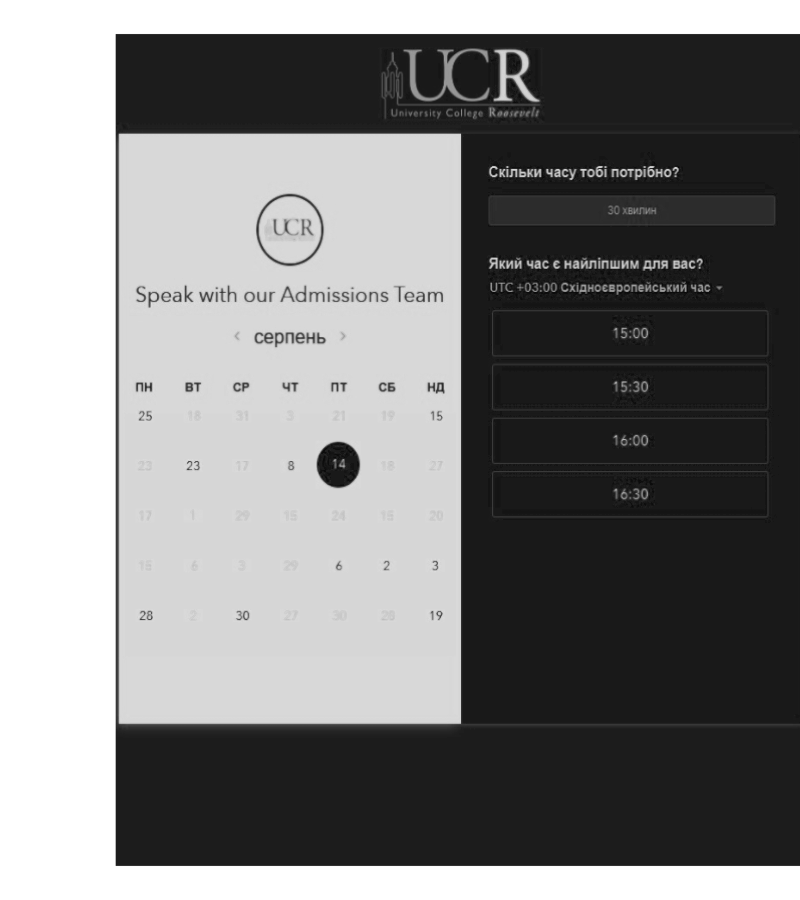 UCR
University College Roosevelt
UCR
Speak with our Admissions Team
серпень
ПН ВТ СР ЧТ ПТ СБ НД
25 16 31 3 21 19 15
23 23 17 8 14 18 27
17 1 29 15 24 15 20
15 6 3 29 6 2 3
28 2 30 27 30 28 19
Скільки часу тобі потрібно?
30 хвилин
Який час є найліпшим для вас?
UTC +03:00 Східноєвропейський час
15:00
15:30
16:00
16:30